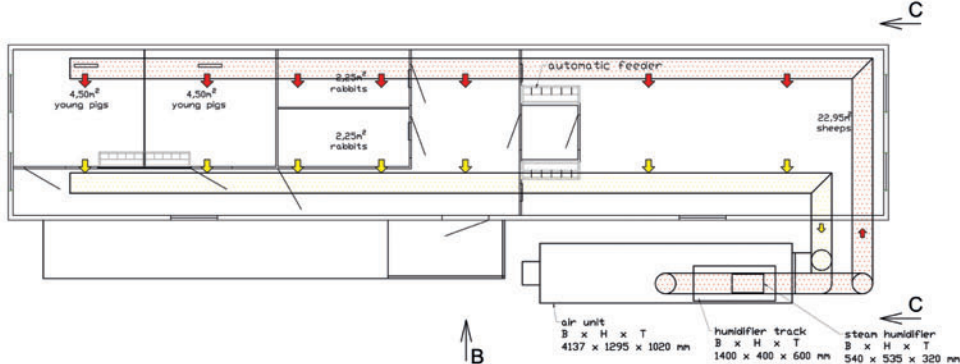 C
automatic feeder
2,25m²
rabbits
4,50m²
young pigs
4,50m²
young pigs
22,95m²
sheeps
2,25m²
rabbits
C
air unit
B x H x T
4137 x 1295 x 1020 mm
humidifier track
B x H x T
1400 x 400 x 600 mm
steam humidifier
B x H x T
540 x 535 x 320 mm
B